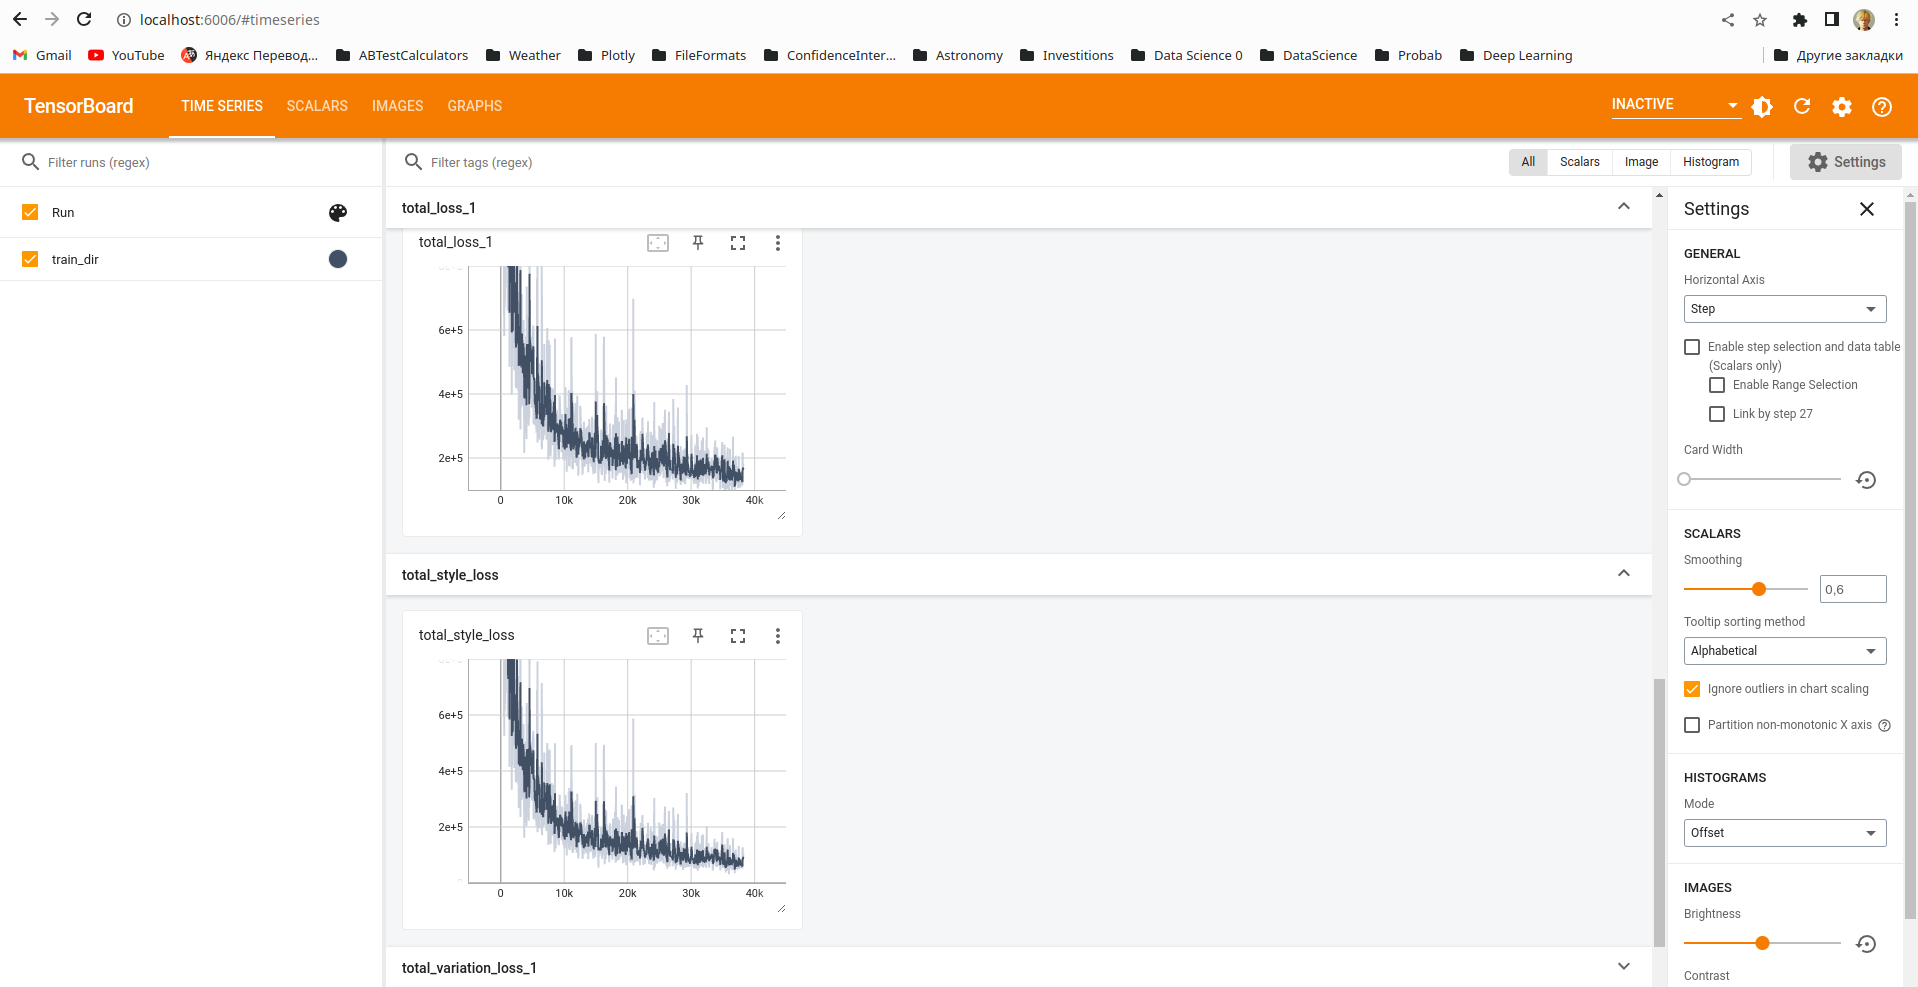 localhost:6006/#timeseries
Gmail YouTube Яндекс Перевод... ABTestCalculators Weather Plotly FileFormats ConfidenceInter... Astronomy Investitions Data Science 0 DataScience Probab Deep Learning Другие закладки
TensorBoard TIME SERIES SCALARS IMAGES GRAPHS INACTIVE
Filter runs (regex)
Run
train_dir
Filter tags (regex) All Scalars Image Histogram Settings
total_loss_1
total_loss_1
6e+5
4e+5
2e+5
0 10k 20k 30k 40k
total_style_loss
total_style_loss
6e+5
4e+5
2e+5
0 10k 20k 30k 40k
total_variation_loss_1
Settings
GENERAL
Horizontal Axis
Step
Enable step selection and data table
(Scalars only)
Enable Range Selection
Link by step 27
Card Width
SCALARS
Smoothing
0,6
Tooltip sorting method
Alphabetical
Ignore outliers in chart scaling
Partition non-monotonic X axis
HISTOGRAMS
Mode
Offset
IMAGES
Brightness
Contrast